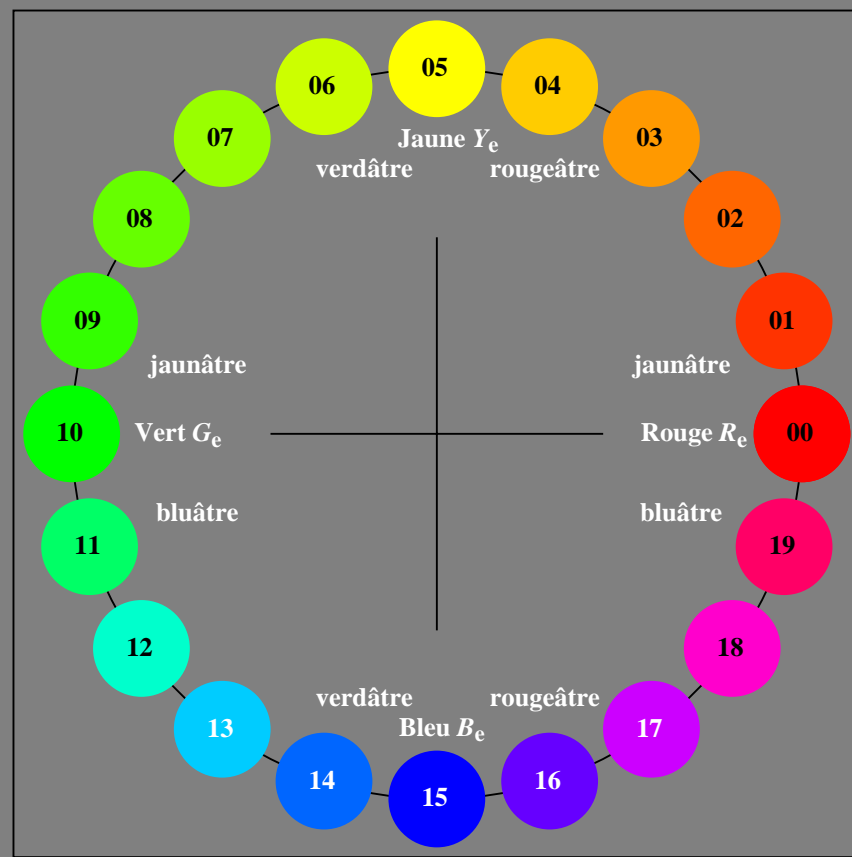 05
06
04
Jaune Ye
07
03
verdâtre
rougeâtre
08
02
09
01
jaunâtre
jaunâtre
10
Vert Ge
Rouge Re
00
bluâtre
bluâtre
11
19
12
18
verdâtre
rougeâtre
13
Bleu Be
17
14
16
15